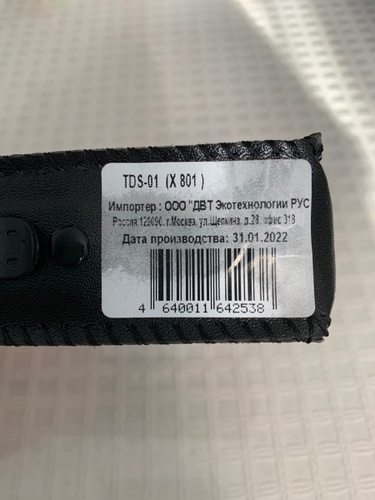 TDS-01 (X 801 )
Импортер : ООО "ДВТ Экотехнологии РУС
Россия 129090, г.Москва, ул.Щепкина, д.28, офис 318
Дата производства: 31.01.2022
4 640011 642538